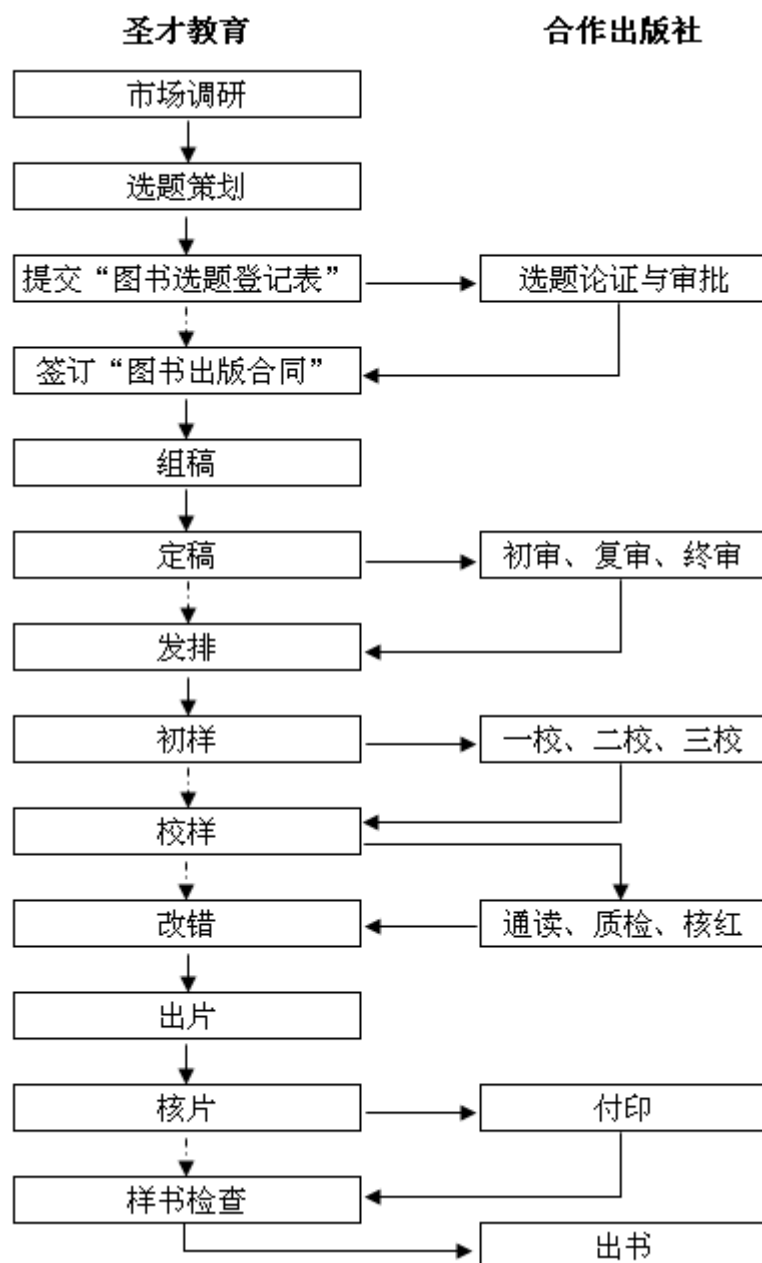 圣才教育
合作出版社
市场调研
选题策划
提交“图书选题登记表”
选题论证与审批
签订“图书出版合同”
组稿
定稿
初审、复审、终审
发排
初样
一校、二校、三校
校样
改错
通读、质检、核红
出片
核片
付印
样书检查
出书